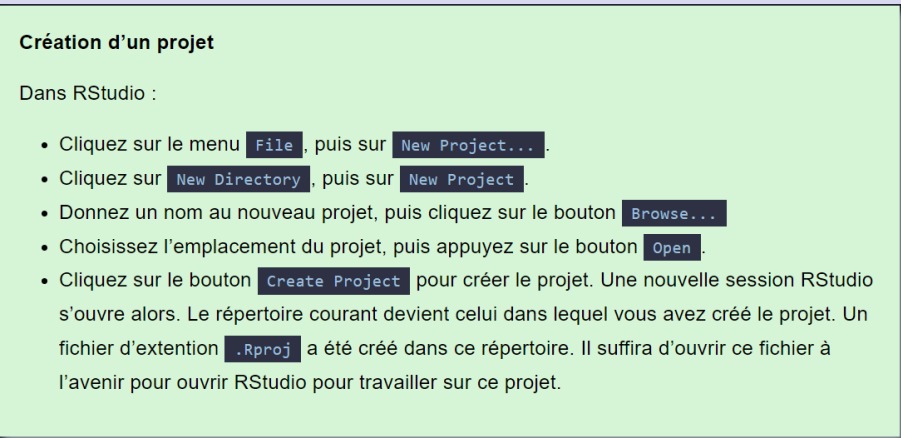 Création d’un projet
Dans RStudio :
• Cliquez sur le menu File, puis sur New Project....
• Cliquez sur New Directory, puis sur New Project.
• Donnez un nom au nouveau projet, puis cliquez sur le bouton Browse...
• Choisissez l’emplacement du projet, puis appuyez sur le bouton Open.
• Cliquez sur le bouton Create Project pour créer le projet. Une nouvelle session RStudio
s’ouvre alors. Le répertoire courant devient celui dans lequel vous avez créé le projet. Un
fichier d’extention .Rproj a été créé dans ce répertoire. Il suffira d’ouvrir ce fichier à
l’avenir pour ouvrir RStudio pour travailler sur ce projet.